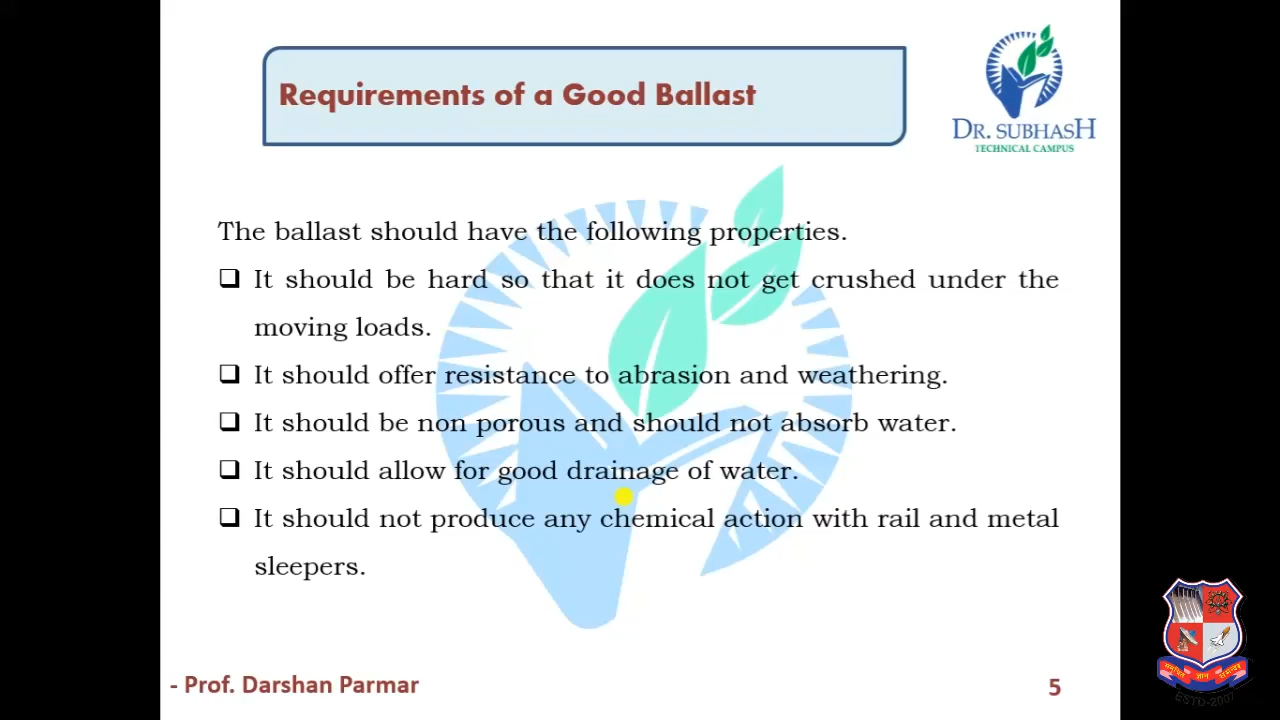 Requirements of a Good Ballast
DR. SUBHASH
TECHNICAL CAMPUS
The ballast should have the following properties.
❑ It should be hard so that it does not get crushed under the
moving loads.
❑ It should offer resistance to abrasion and weathering.
❑ It should be non porous and should not absorb water.
❑ It should allow for good drainage of water.
❑ It should not produce any chemical action with rail and metal
sleepers.
- Prof. Darshan Parmar
5
ESTD-2007